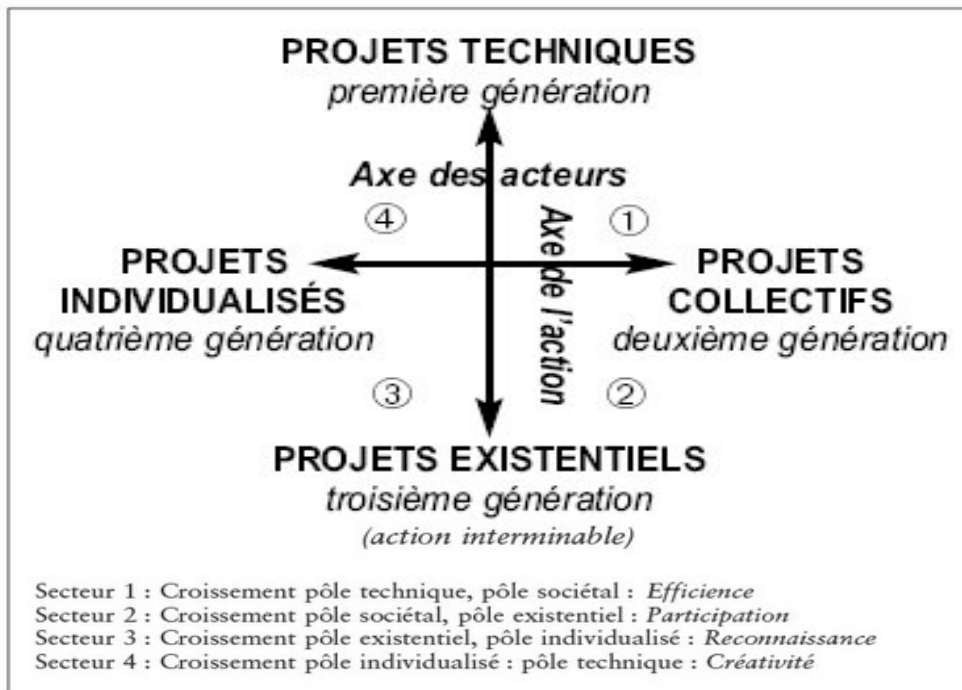 PROJETS TECHNIQUES
première génération
Axe des acteurs
④
①
Axe de l'action
PROJETS
INDIVIDUALISÉS
quatrième génération
PROJETS
COLLECTIFS
deuxième génération
③
②
PROJETS EXISTENTIELS
troisième génération
(action interminable)
Secteur 1 : Croissement pôle technique, pôle sociétal : Efficience
Secteur 2 : Croissement pôle sociétal, pôle existentiel : Participation
Secteur 3 : Croissement pôle existentiel, pôle individualisé : Reconnaissance
Secteur 4 : Croissement pôle individualisé : pôle technique : Créativité